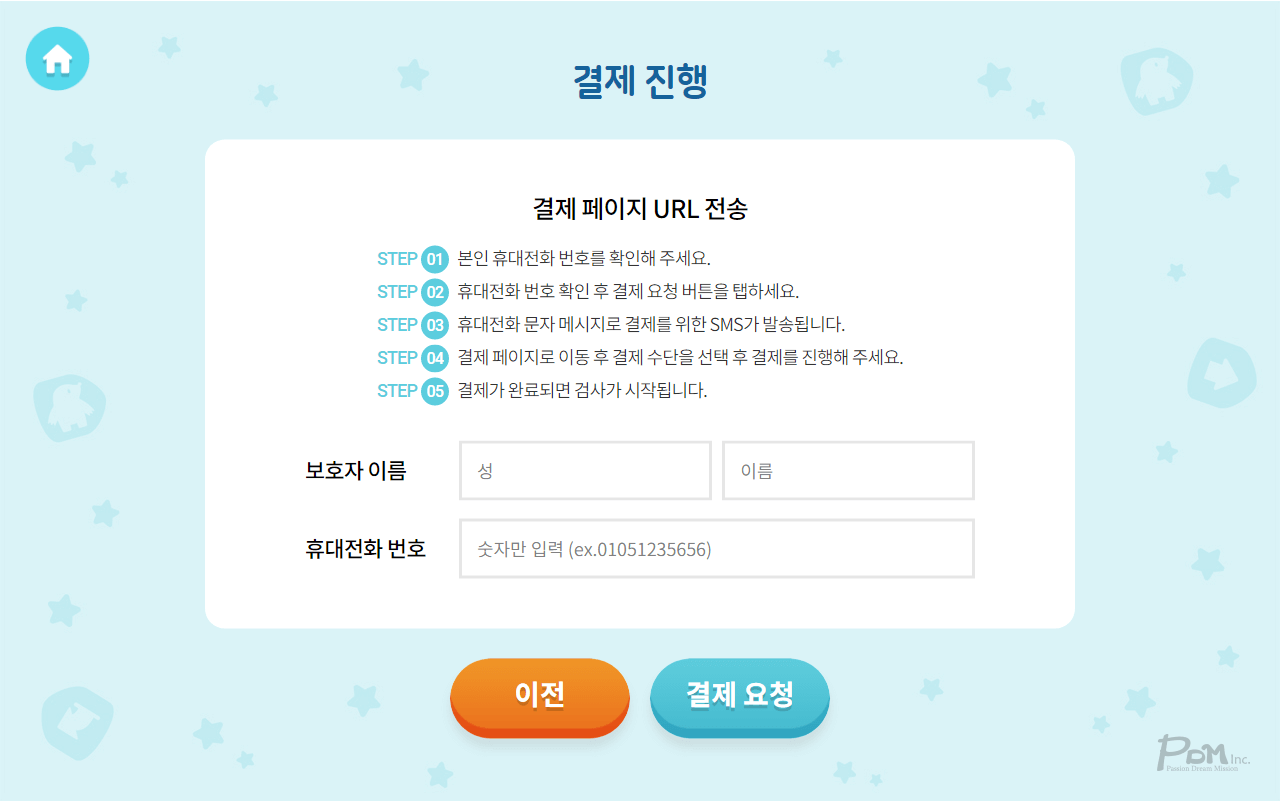 결제 진행
결제 페이지 URL 전송
STEP 01 본인 휴대전화 번호를 확인해 주세요.
STEP 02 휴대전화 번호 확인 후 결제 요청 버튼을 탭하세요.
STEP 03 휴대전화 문자 메시지로 결제를 위한 SMS가 발송됩니다.
STEP 04 결제 페이지로 이동 후 결제 수단을 선택 후 결제를 진행해 주세요.
STEP 05 결제가 완료되면 검사가 시작됩니다.
보호자 이름 성 이름
휴대전화 번호 숫자만 입력 (ex.01051235656)
이전 결제 요청
PDM Inc.
Passion Dream Mission